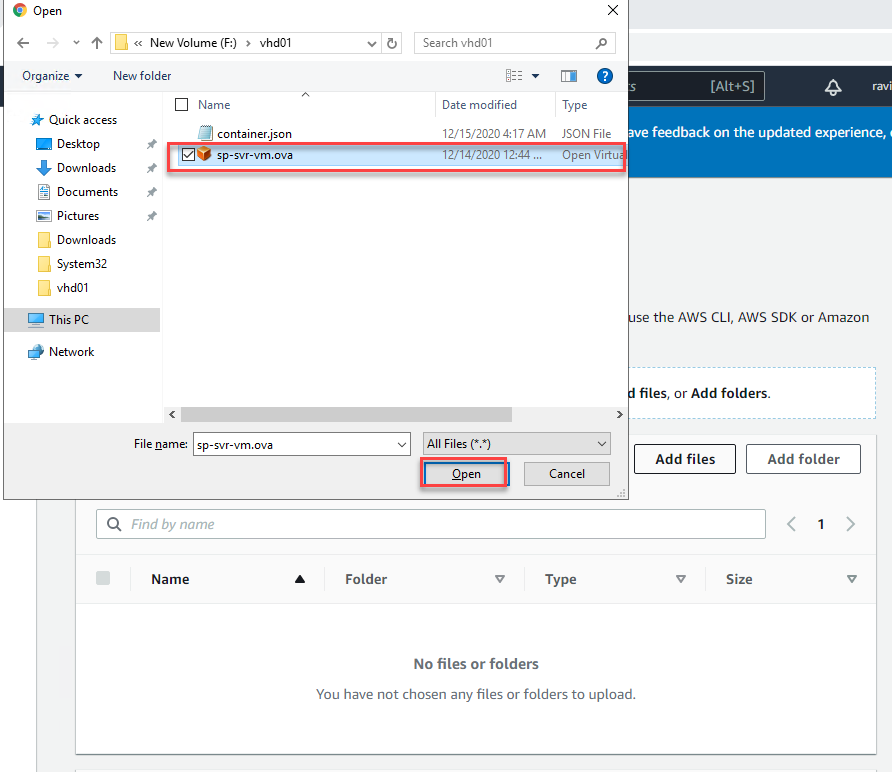 Open
« New Volume (F:) > vhd01
Search vhd01
Organize
New folder
?
Name
Date modified
Type
Quick access
Desktop
Downloads
Documents
Pictures
Downloads
System32
vhd01
This PC
Network
container.json 12/15/2020 4:17 AM JSON File
sp-svr-vm.ova 12/14/2020 12:44 ... Open Virtua
File name: sp-svr-vm.ova
All Files (*.*)
Open
Cancel
[Alt+S]
ravi
ave feedback on the updated experience,
use the AWS CLI, AWS SDK or Amazon
d files, or Add folders.
Add files
Add folder
Find by name
1
Name
Folder
Type
Size
No files or folders
You have not chosen any files or folders to upload.